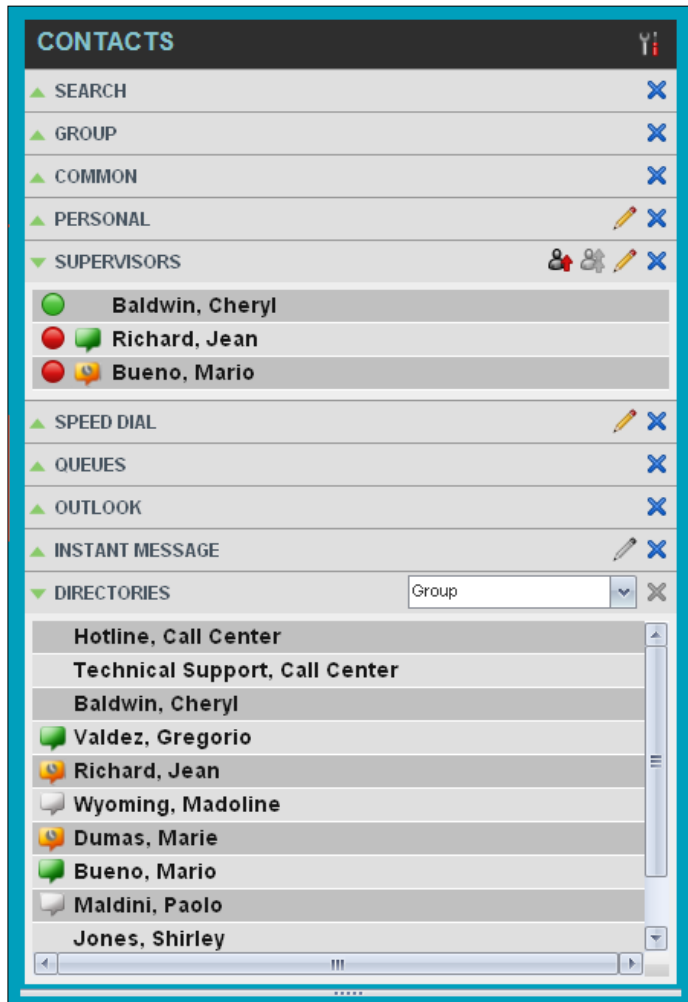 CONTACTS
SEARCH
GROUP
COMMON
PERSONAL
SUPERVISORS
Baldwin, Cheryl
Richard, Jean
Bueno, Mario
SPEED DIAL
QUEUES
OUTLOOK
INSTANT MESSAGE
DIRECTORIES Group
Hotline, Call Center
Technical Support, Call Center
Baldwin, Cheryl
Valdez, Gregorio
Richard, Jean
Wyoming, Madoline
Dumas, Marie
Bueno, Mario
Maldini, Paolo
Jones, Shirley